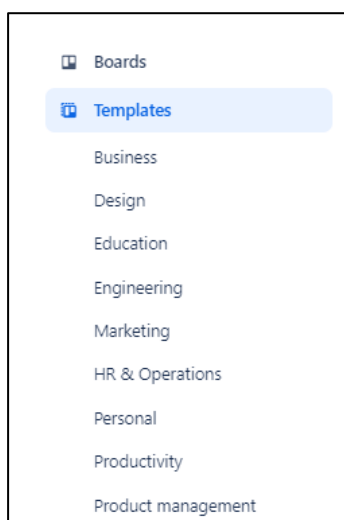 Boards
Templates
Business
Design
Education
Engineering
Marketing
HR & Operations
Personal
Productivity
Product management